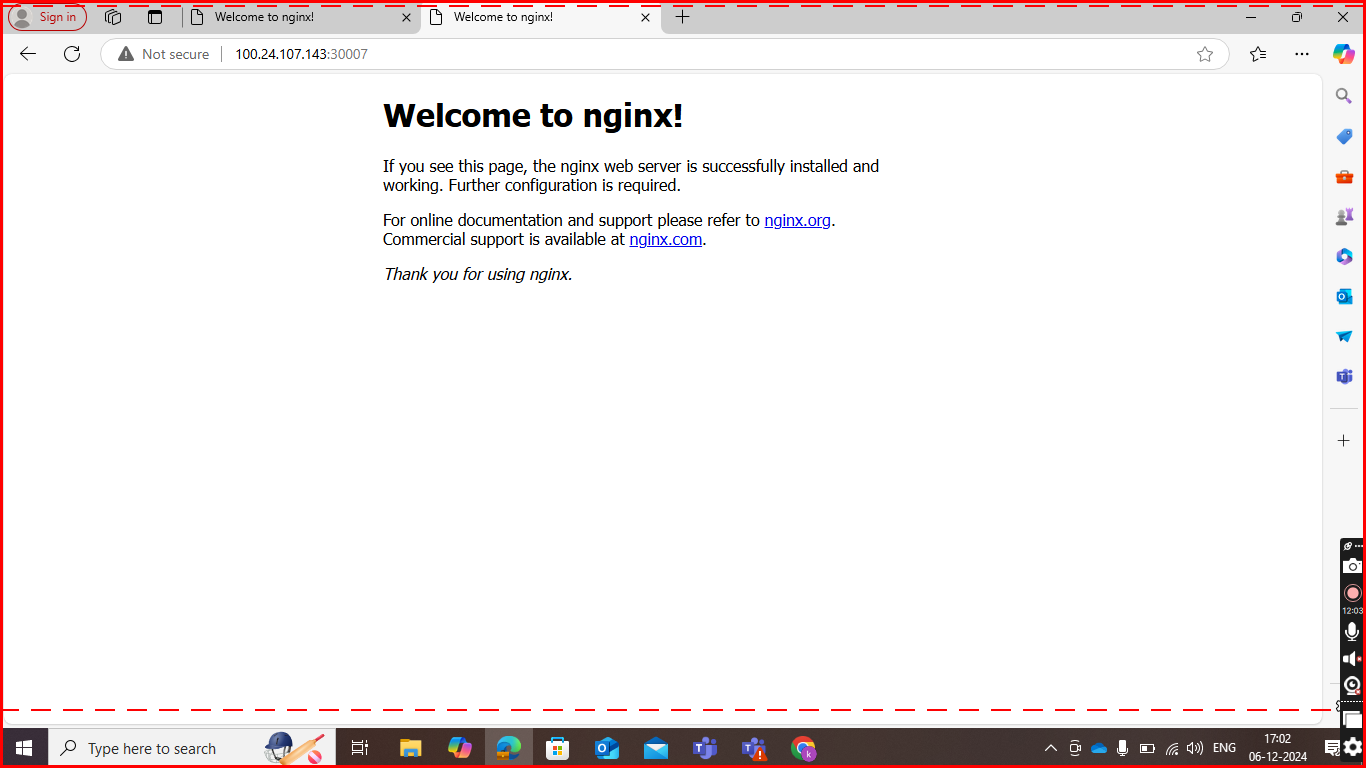 Sign in
Welcome to nginx!
Welcome to nginx!
Not secure
100.24.107.143:30007
Welcome to nginx!
If you see this page, the nginx web server is successfully installed and
working. Further configuration is required.
For online documentation and support please refer to nginx.org.
Commercial support is available at nginx.com.
Thank you for using nginx.
12:03
Type here to search
ENG
17:02
06-12-2024